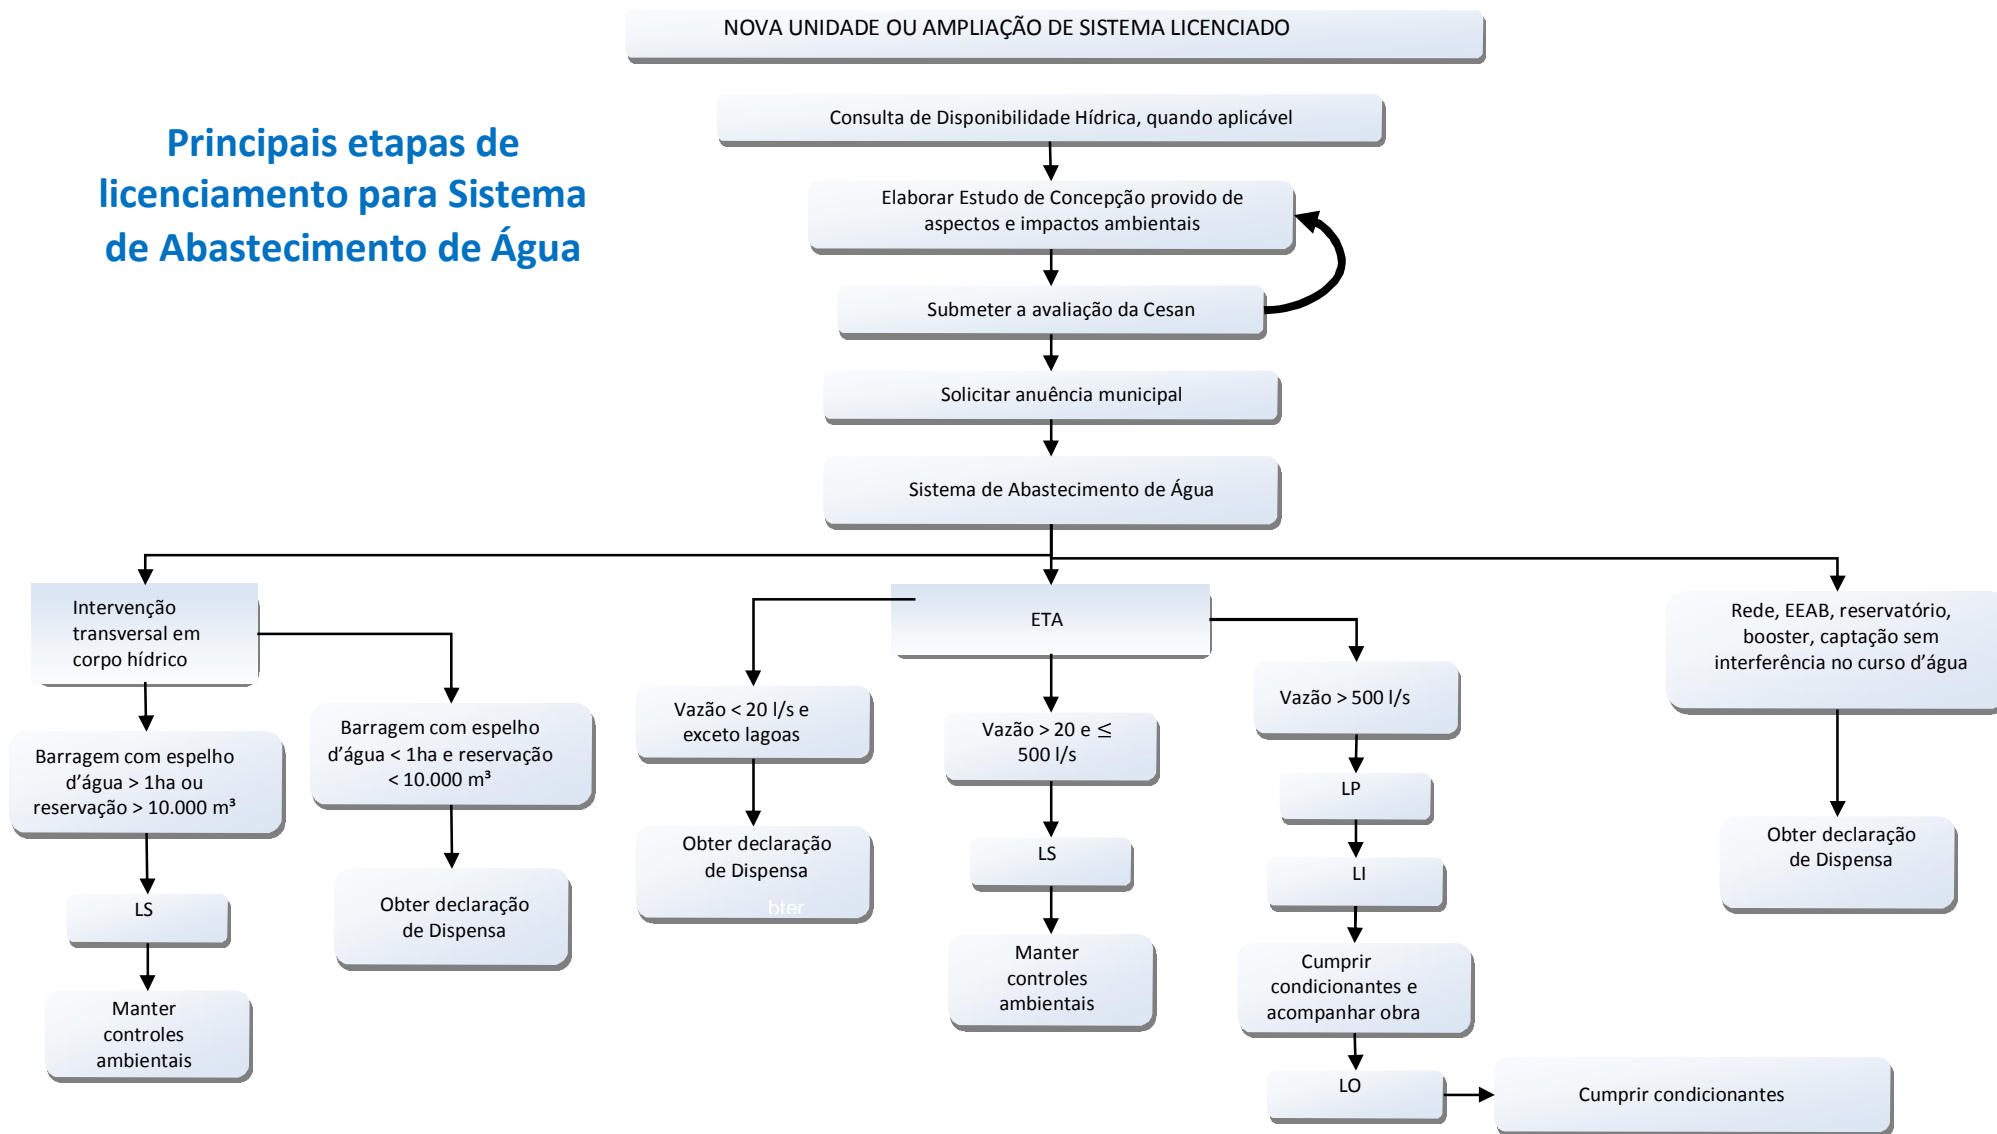 NOVA UNIDADE OU AMPLIAÇÃO DE SISTEMA LICENCIADO
Principais etapas de
licenciamento para Sistema
de Abastecimento de Água
Consulta de Disponibilidade Hídrica, quando aplicável
Elaborar Estudo de Concepção provido de
aspectos e impactos ambientais
Submeter a avaliação da Cesan
Solicitar anuência municipal
Sistema de Abastecimento de Água
Intervenção
transversal em
corpo hídrico
Barragem com espelho
d’água > 1ha ou
reservação > 10.000 m³
LS
Manter
controles
ambientais
Barragem com espelho
d’água < 1ha e reservação
< 10.000 m³
Obter declaração
de Dispensa
ETA
Vazão < 20 l/s e
exceto lagoas
Obter declaração
de Dispensa
bter
Vazão > 20 e ≤
500 l/s
LS
Manter
controles
ambientais
Vazão > 500 l/s
LP
LI
Cumprir
condicionantes e
acompanhar obra
LO
Cumprir condicionantes
Rede, EEAB, reservatório,
booster, captação sem
interferência no curso d’água
Obter declaração
de Dispensa